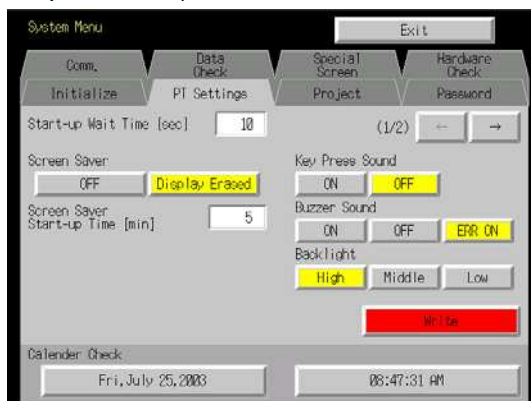 System Menu
Exit
Comm.
Data
Check
Special
Screen
Hardware
Check
Initialize
PT Settings
Project
Password
Start-up Wait Time [sec]
10
(1/2)
←
→
Screen Saver
OFF
Display Erased
Key Press Sound
ON
OFF
Screen Saver
Start-up Time [min]
5
Buzzer Sound
ON
OFF
ERR ON
Backlight
High
Middle
Low
Write
Calender Check
Fri,July 25,2003
08:47:31 AM